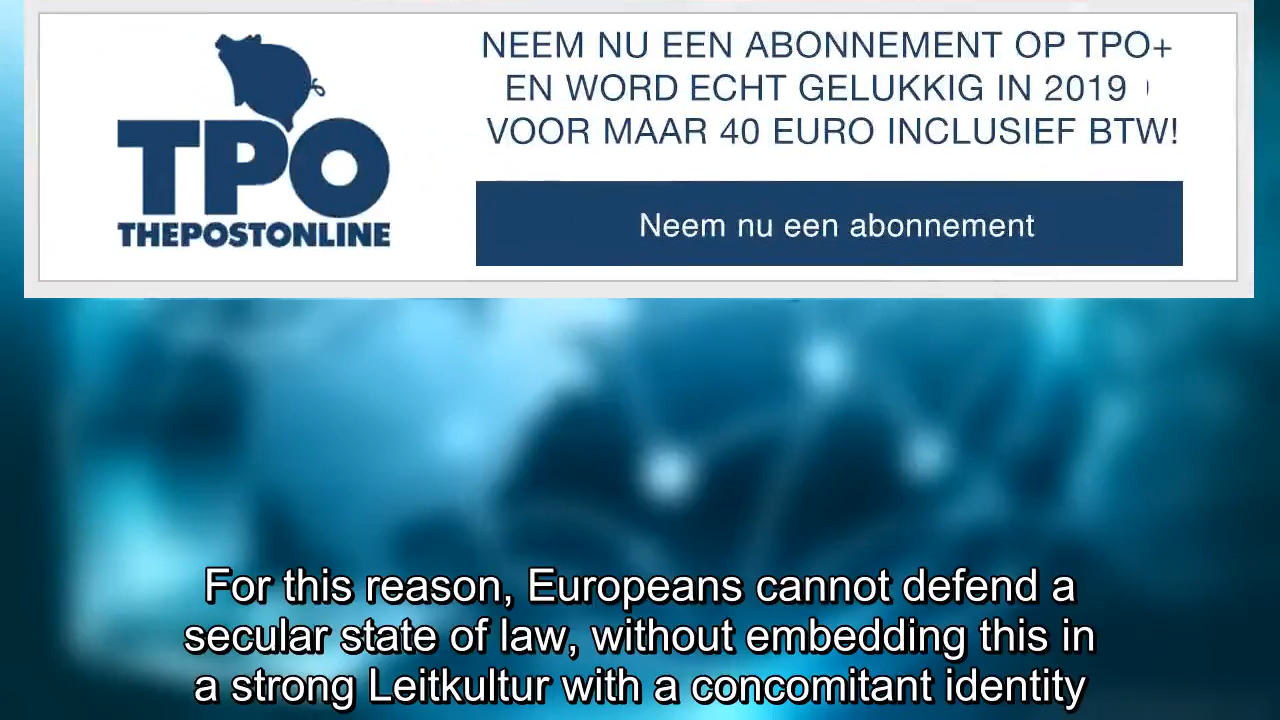 NEEM NU EEN ABONNEMENT OP TPO+
EN WORD ECHT GELUKKIG IN 2019
VOOR MAAR 40 EURO INCLUSIEF BTW!
TPO
THEPOSTONLINE
Neem nu een abonnement
For this reason, Europeans cannot defend a
secular state of law, without embedding this in
a strong Leitkultur with a concomitant identity